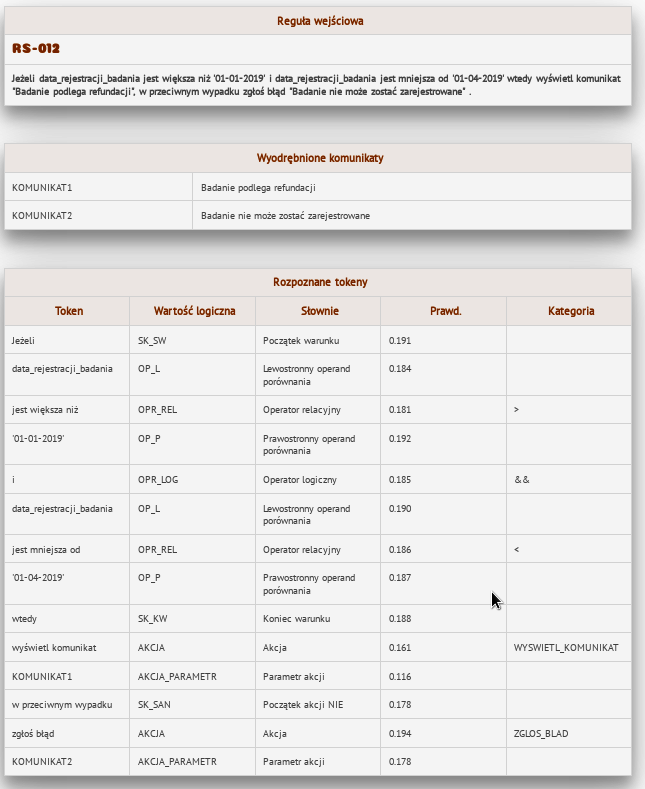 Reguła wejściowa
RS-012
Jeżeli data_rejestracji_badania jest większa niż '01-01-2019' i data_rejestracji_badania jest mniejsza od '01-04-2019' wtedy wyświetl komunikat
"Badanie podlega refundacji", w przeciwnym wypadku zgłoś błąd "Badanie nie może zostać zarejestrowane" .
Wyodrębnione komunikaty
KOMUNIKAT1 Badanie podlega refundacji
KOMUNIKAT2 Badanie nie może zostać zarejestrowane
Rozpoznane tokeny
Token Wartość logiczna Słownie Prawd. Kategoria
Jeżeli SK_SW Początek warunku 0.191
data_rejestracji_badania OP_L Lewostronny operand 0.184
porównania
jest większa niż OPR_REL Operator relacyjny 0.181 >
'01-01-2019' OP_P Prawostronny operand 0.192
porównania
i OPR_LOG Operator logiczny 0.185 &&
data_rejestracji_badania OP_L Lewostronny operand 0.190
porównania
jest mniejsza od OPR_REL Operator relacyjny 0.186 <
'01-04-2019' OP_P Prawostronny operand 0.187
porównania
wtedy SK_KW Koniec warunku 0.188
wyświetl komunikat AKCJA Akcja 0.161 WYSWIETL_KOMUNIKAT
KOMUNIKAT1 AKCJA_PARAMETR Parametr akcji 0.116
w przeciwnym wypadku SK_SAN Początek akcji NIE 0.178
zgłoś błąd AKCJA Akcja 0.194 ZGLOS_BLAD
KOMUNIKAT2 AKCJA_PARAMETR Parametr akcji 0.178